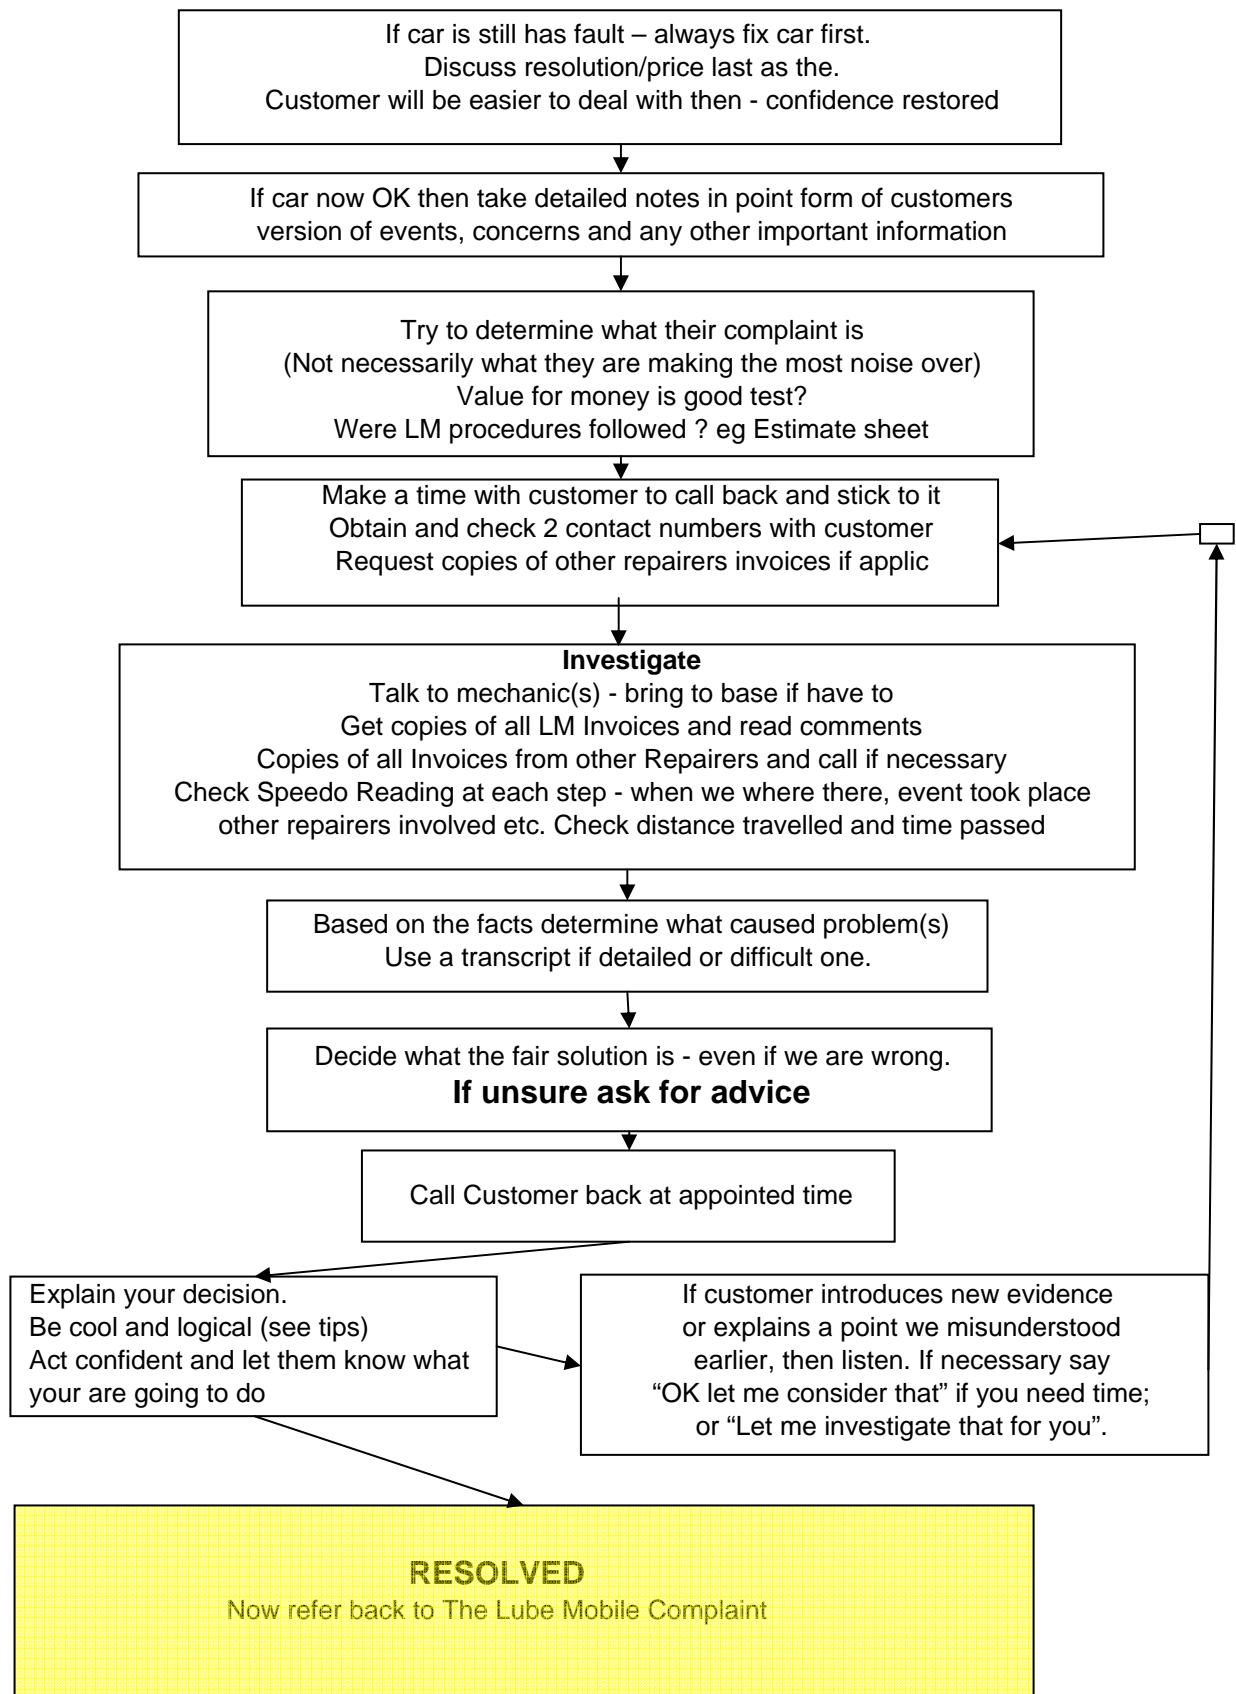 If car is still has fault – always fix car first.
Discuss resolution/price last as the.
Customer will be easier to deal with then - confidence restored
If car now OK then take detailed notes in point form of customers
version of events, concerns and any other important information
Try to determine what their complaint is
(Not necessarily what they are making the most noise over)
Value for money is good test?
Were LM procedures followed ? eg Estimate sheet
Make a time with customer to call back and stick to it
Obtain and check 2 contact numbers with customer
Request copies of other repairers invoices if applic
Investigate
Talk to mechanic(s) - bring to base if have to
Get copies of all LM Invoices and read comments
Copies of all Invoices from other Repairers and call if necessary
Check Speedo Reading at each step - when we where there, event took place
other repairers involved etc. Check distance travelled and time passed
Based on the facts determine what caused problem(s)
Use a transcript if detailed or difficult one.
Decide what the fair solution is - even if we are wrong.
If unsure ask for advice
Call Customer back at appointed time
Explain your decision.
Be cool and logical (see tips)
Act confident and let them know what
your are going to do
If customer introduces new evidence
or explains a point we misunderstood
earlier, then listen. If necessary say
“OK let me consider that” if you need time;
or “Let me investigate that for you”.
RESOLVED
Now refer back to The Lube Mobile Complaint